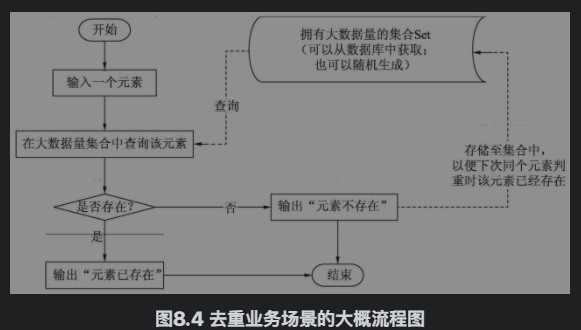 开始
拥有大数据量的集合Set
（可以从数据库中获取；
也可以随机生成）
输入一个元素
查询
在大数据量集合中查询该元素
存储至集合中，
以便下次同个元素判
重时该元素已经存在
是否存在？
否
输出“元素不存在”
是
输出“元素已存在”
结束
图8.4 去重业务场景的大概流程图